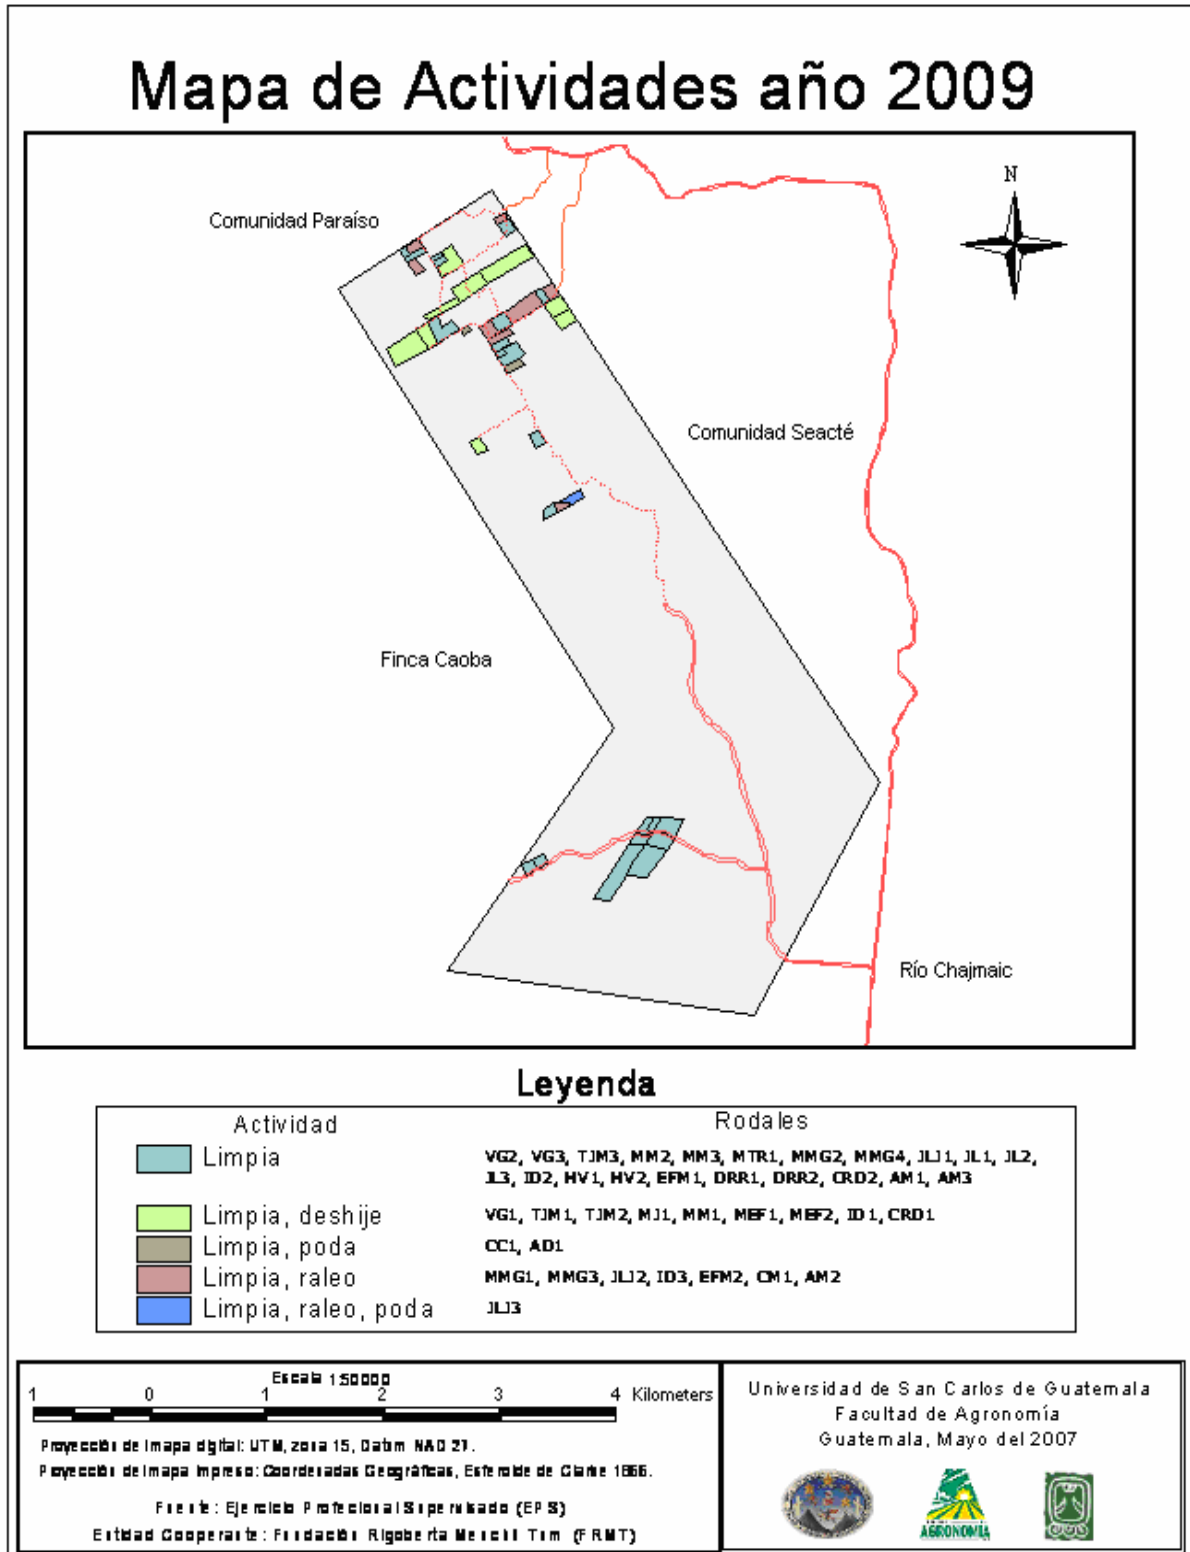 Mapa de Actividades año 2009
N
Comunidad Paraíso
Comunidad Seacté
Finca Caoba
Río Chajmaic
Leyenda
Actividad Rodales
Limpia VG2, VG3, TJM3, MM2, MM3, MTR1, MMG2, MMG4, JLJ1, JL1, JL2,
JL3, ID2, HV1, HV2, EFM1, DRR1, DRR2, CRD2, AM1, AM3
Limpia, deshije VG1, TJM1, TJM2, MJ1, MM1, MEF1, MEF2, ID1, CRD1
Limpia, poda CC1, AD1
Limpia, raleo MMG1, MMG3, JLJ2, ID3, EFM2, CM1, AM2
Limpia, raleo, poda JLJ3
Escala 1:50000
1 0 1 2 3 4 Kilometers
Proyección del mapa digital: UTM, zona 15, Datum NAD 27.
Proyección del mapa impreso: Coordenadas Geográficas, Esferoide de Clarke 1866.
Fuente: Ejercicio Profesional Supervisado (EPS)
Entidad Cooperante: Fundación Rigoberta Menchú Tum (FRMT)
Universidad de San Carlos de Guatemala
Facultad de Agronomía
Guatemala, Mayo del 2007
AGRONOMIA